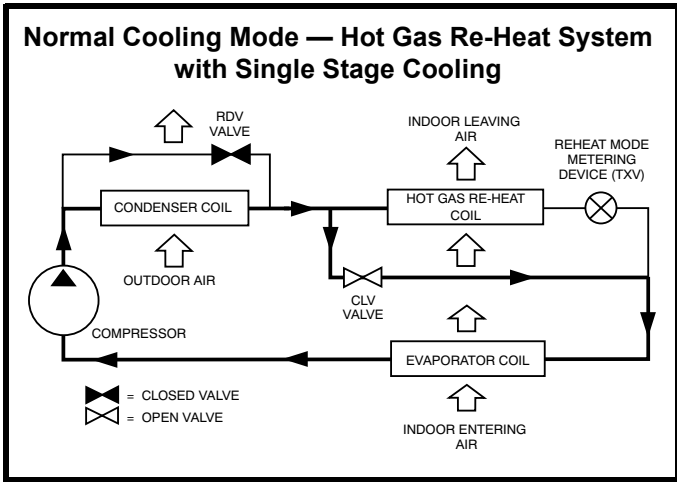 Normal Cooling Mode — Hot Gas Re-Heat System
with Single Stage Cooling
RDV
VALVE
INDOOR LEAVING
AIR
REHEAT MODE
METERING
DEVICE (TXV)
CONDENSER COIL
HOT GAS RE-HEAT
COIL
OUTDOOR AIR
CLV
VALVE
COMPRESSOR
EVAPORATOR COIL
= CLOSED VALVE
= OPEN VALVE
INDOOR ENTERING
AIR